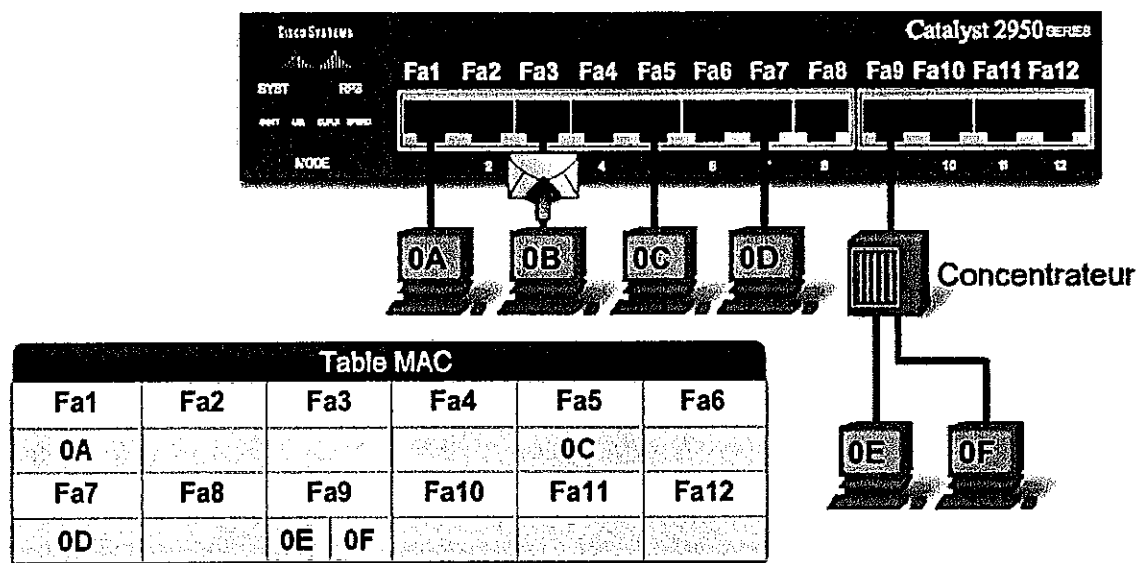 Cisco Systems
Catalyst 2950 SERIES
Fa1 Fa2 Fa3 Fa4 Fa5 Fa6 Fa7 Fa8 Fa9 Fa10 Fa11 Fa12
SYST RPS
MODE
2 4 6 8 10 11 12
0A 0B 0C 0D
Concentrateur
0E 0F
Table MAC
Fa1 Fa2 Fa3 Fa4 Fa5 Fa6
0A 0C
Fa7 Fa8 Fa9 Fa10 Fa11 Fa12
0D 0E 0F